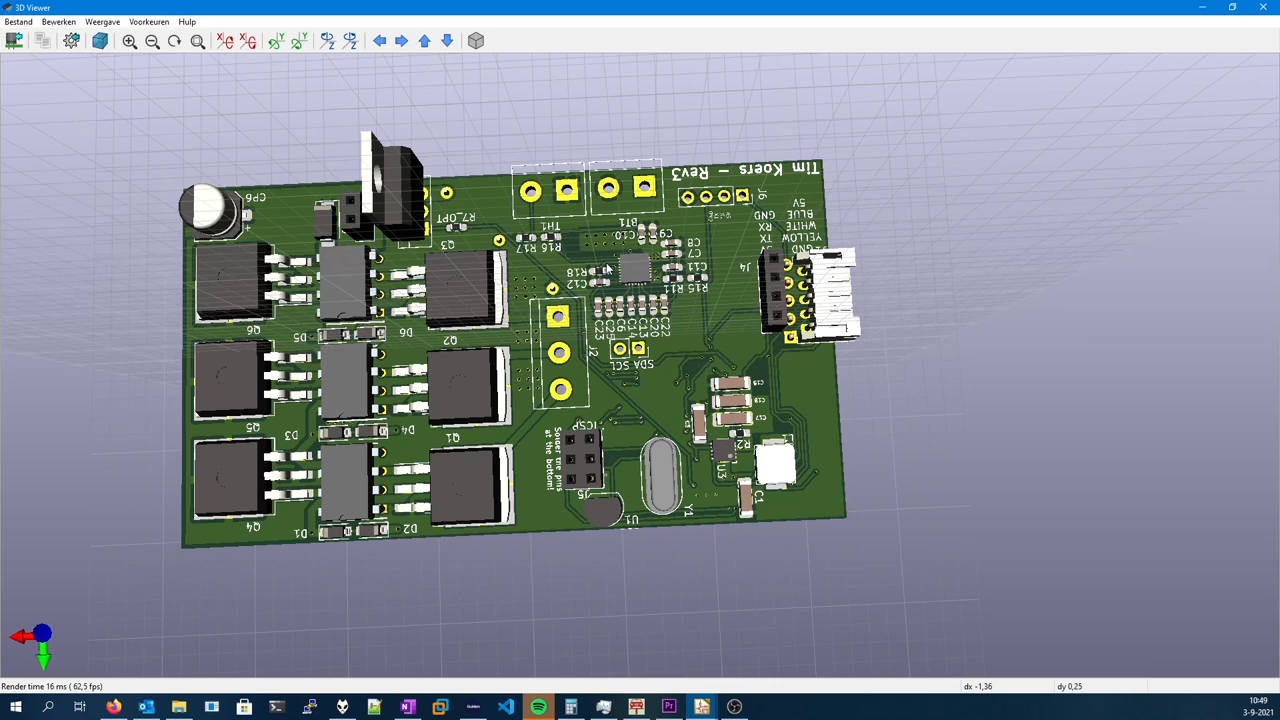 3D Viewer
Bestand Bewerken Weergave Voorkeuren Hulp
Tim Koers - Rev3
CP6
+
R7_OPT
Q3
TH1
R16
R17
BT1
C10
C9
C8
C7
C11
R15
R11
R18
C12
J6
5V
BLUE
WHITE
YELLOW
GND
RX
TX
J4
Q6
D5
D6
Q2
J2
SDA SCL
Q5
D3
D4
Q1
ICSP
Solder the pins
at the bottom!
J5
R2
U3
C1
Y1
U1
Q4
D1
D2
Render time 16 ms ( 62,5 fps)
dx -1,36
dy 0,25
10:49
3-9-2021